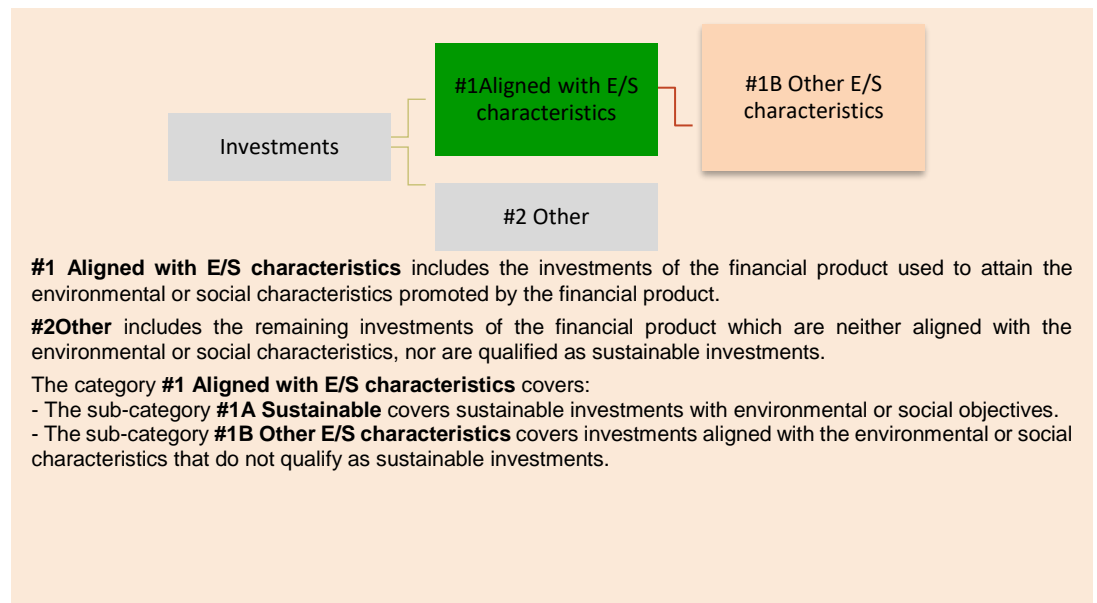 #1Aligned with E/S
characteristics
#1B Other E/S
characteristics
Investments
#2 Other
#1 Aligned with E/S characteristics includes the investments of the financial product used to attain the
environmental or social characteristics promoted by the financial product.
#2Other includes the remaining investments of the financial product which are neither aligned with the
environmental or social characteristics, nor are qualified as sustainable investments.
The category #1 Aligned with E/S characteristics covers:
- The sub-category #1A Sustainable covers sustainable investments with environmental or social objectives.
- The sub-category #1B Other E/S characteristics covers investments aligned with the environmental or social
characteristics that do not qualify as sustainable investments.